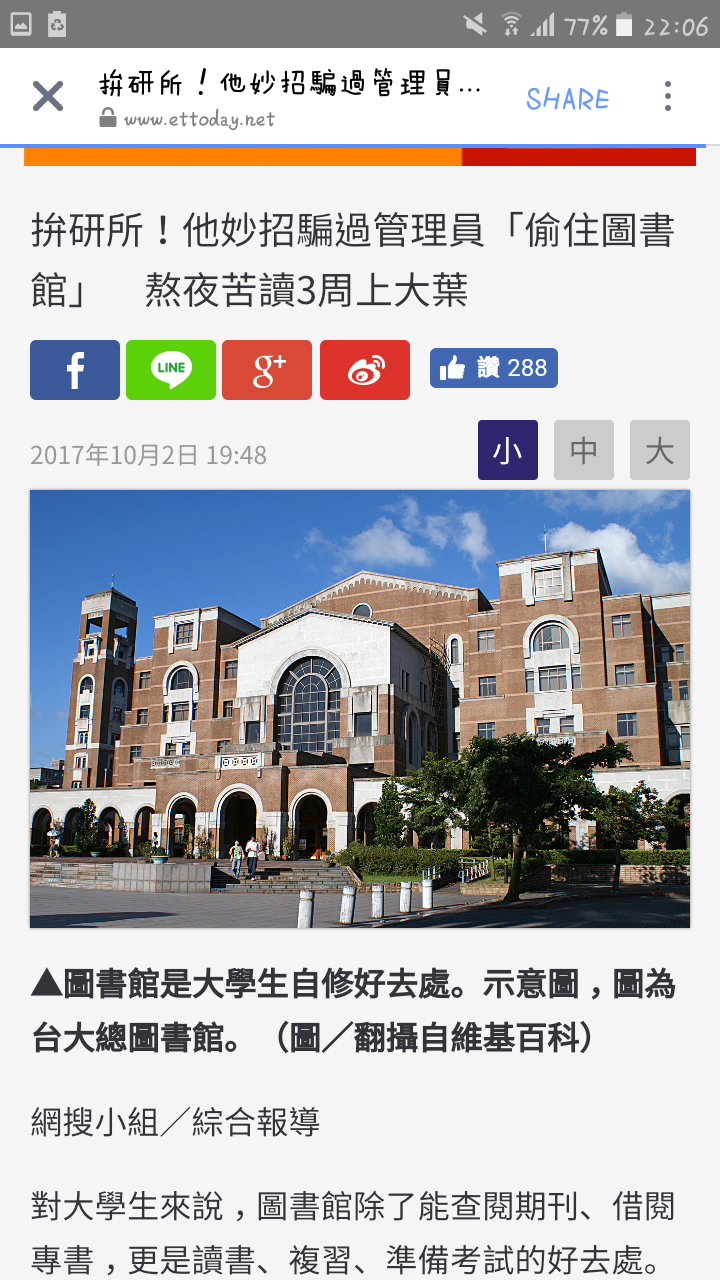 77% 22:06
拚研所！他妙招騙過管理員...
www.ettoday.net
SHARE
拚研所！他妙招騙過管理員「偷住圖書
館」　熬夜苦讀3周上大葉
f LINE g+ 讚 288
2017年10月2日 19:48
小 中 大
▲圖書館是大學生自修好去處。示意圖，圖為
台大總圖書館。（圖／翻攝自維基百科）
網搜小組／綜合報導
對大學生來說，圖書館除了能查閱期刊、借閱
專書，更是讀書、複習、準備考試的好去處。